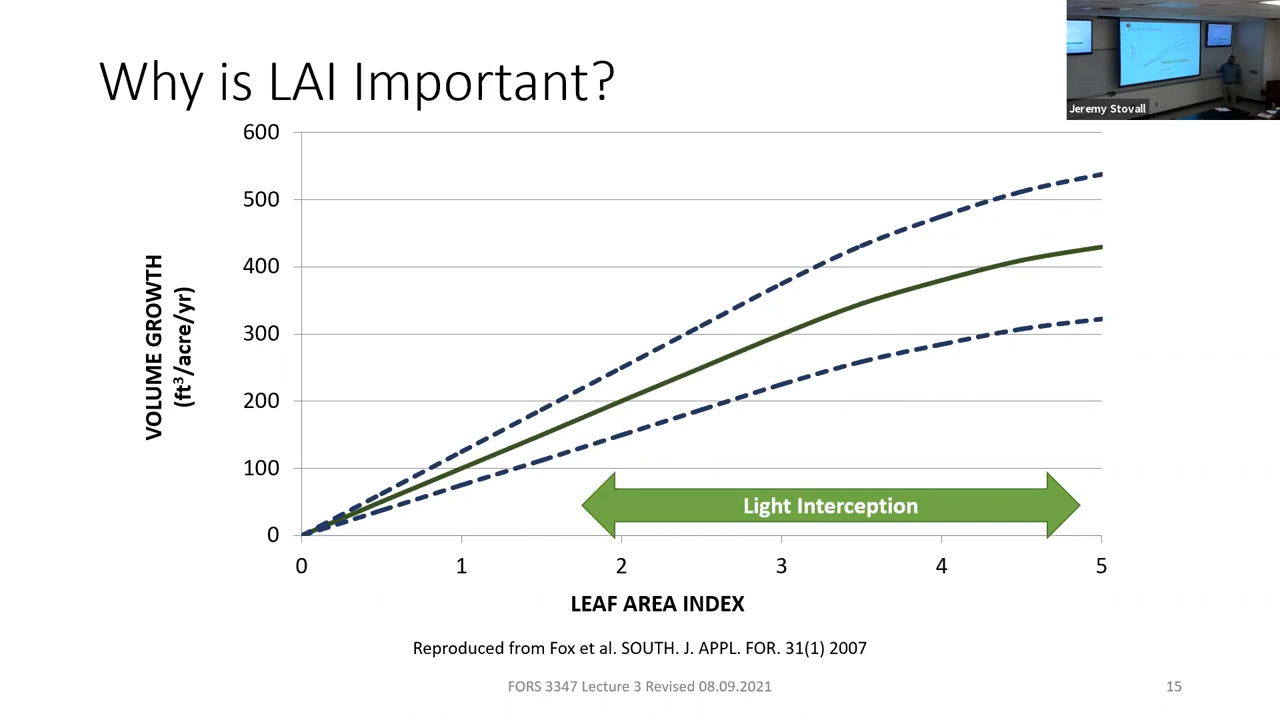 Why is LAI Important?
Jeremy Stovall
VOLUME GROWTH
(ft³/acre/yr)
600
500
400
300
200
100
0
0 1 2 3 4 5
Light Interception
LEAF AREA INDEX
Reproduced from Fox et al. SOUTH. J. APPL. FOR. 31(1) 2007
FORS 3347 Lecture 3 Revised 08.09.2021
15